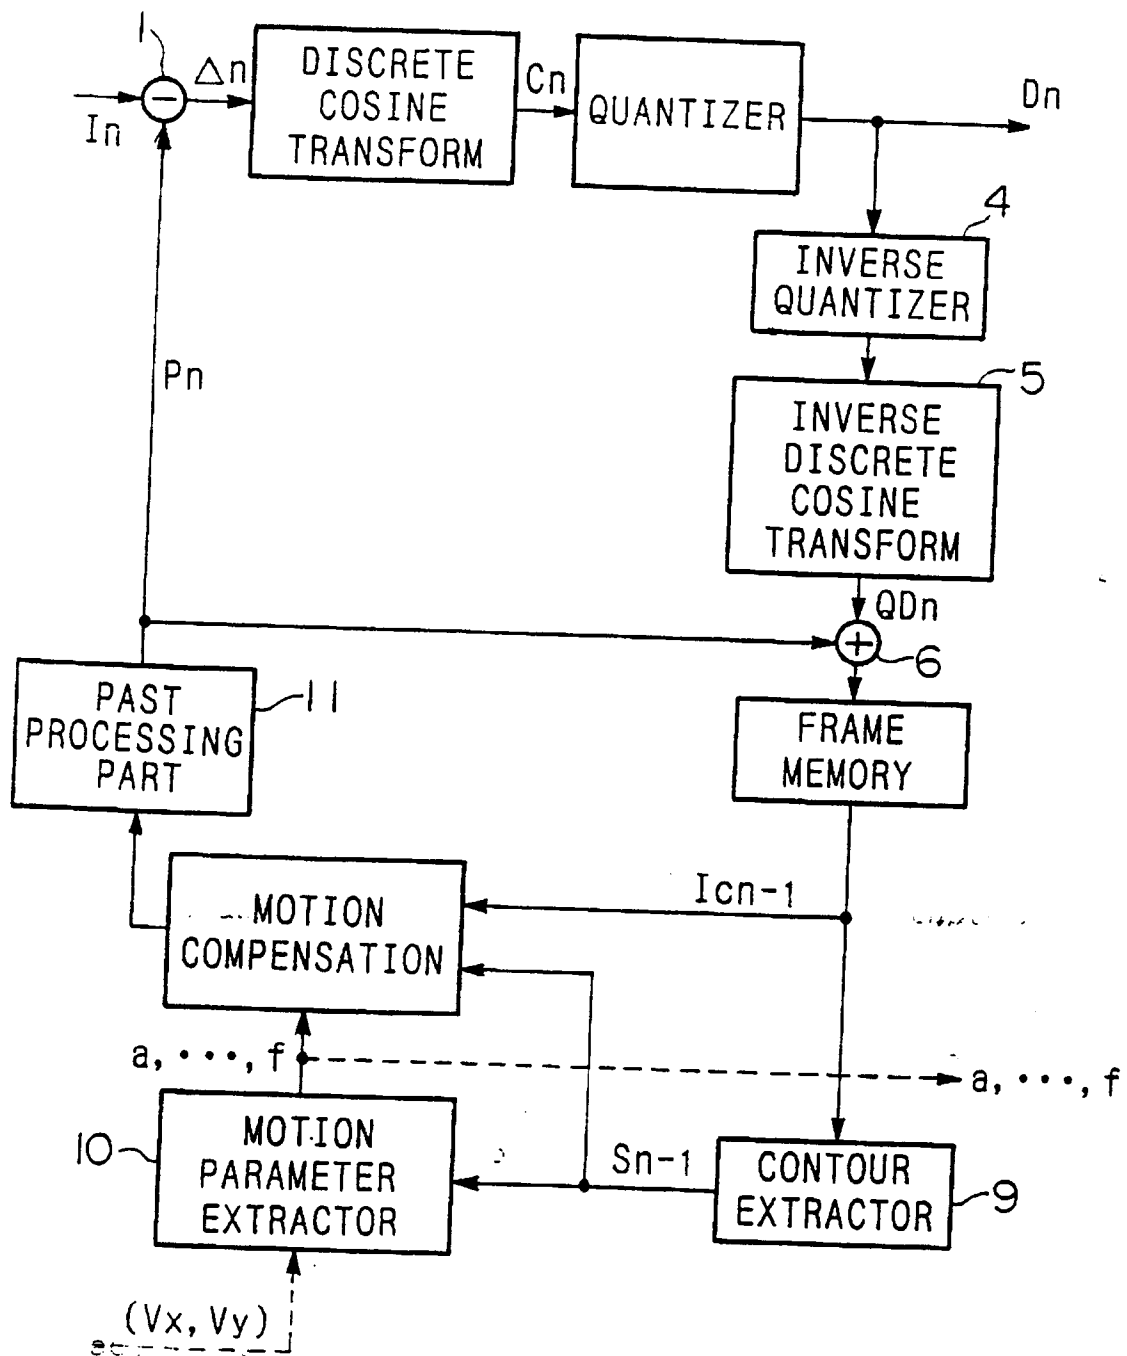 1
Δn
In
DISCRETE
COSINE
TRANSFORM
Cn
QUANTIZER
Dn
4
INVERSE
QUANTIZER
Pn
5
INVERSE
DISCRETE
COSINE
TRANSFORM
QDn
6
PAST
PROCESSING
PART
11
FRAME
MEMORY
Icn-1
MOTION
COMPENSATION
a, ···, f
a, ···, f
10
MOTION
PARAMETER
EXTRACTOR
Sn-1
CONTOUR
EXTRACTOR
9
(Vx, Vy)